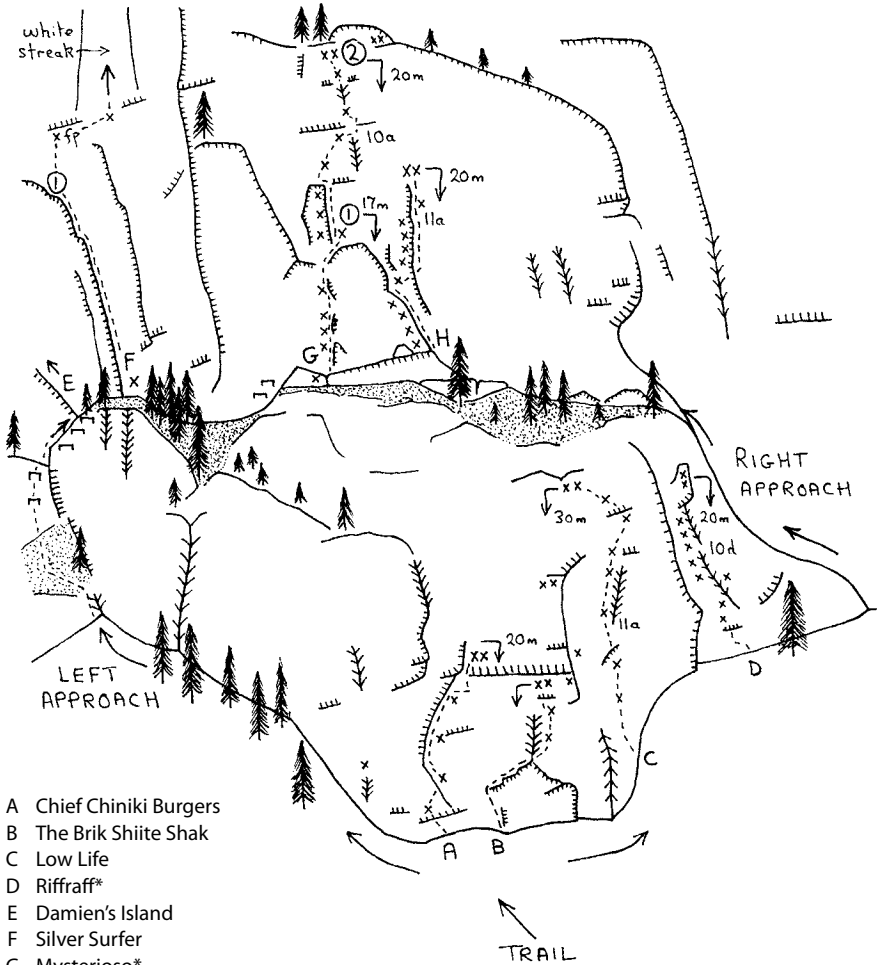 white
streak
2
20m
fp
10a
1
20m
1
17m
11a
F
G
H
E
RIGHT
APPROACH
30m
20m
10d
11a
20m
LEFT
APPROACH
D
C
A
B
A Chief Chiniki Burgers
B The Brik Shiite Shak
C Low Life
D Riffraff*
E Damien's Island
F Silver Surfer
TRAIL